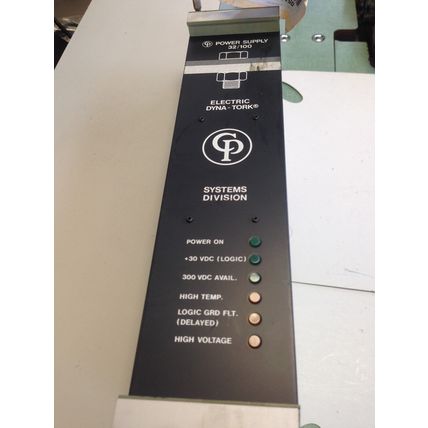 CP POWER SUPPLY
32/100
ELECTRIC
DYNA-TORK®
CP
SYSTEMS
DIVISION
POWER ON
+30 VDC (LOGIC)
300 VDC AVAIL.
HIGH TEMP.
LOGIC GRD FLT.
(DELAYED)
HIGH VOLTAGE